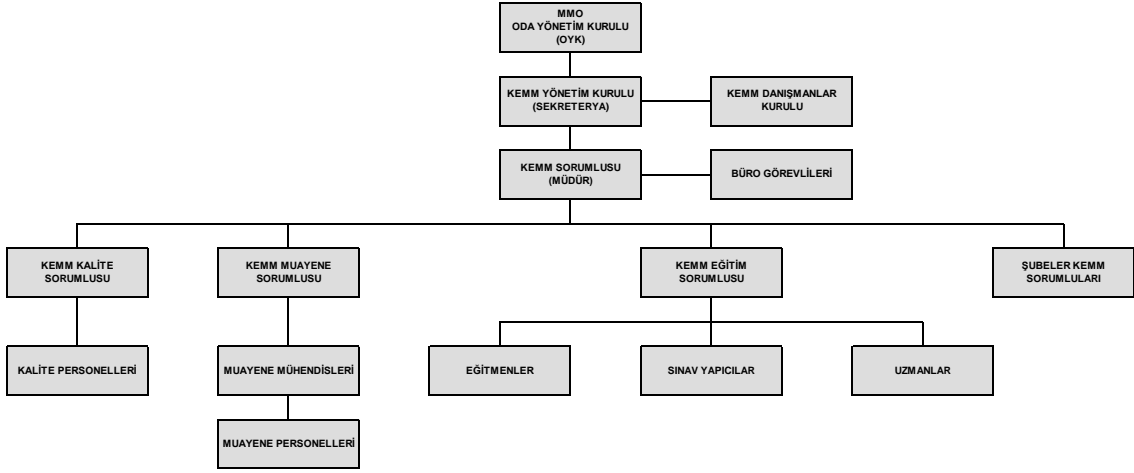 MMO
ODA YÖNETİM KURULU
(OYK)
KEMM YÖNETİM KURULU
(SEKRETERYA)
KEMM DANIŞMANLAR
KURULU
KEMM SORUMLUSU
(MÜDÜR)
BÜRO GÖREVLİLERİ
KEMM KALİTE
SORUMLUSU
KEMM MUAYENE
SORUMLUSU
KEMM EĞİTİM
SORUMLUSU
ŞUBELER KEMM
SORUMLULARI
KALİTE PERSONELLERİ
MUAYENE MÜHENDİSLERİ
EĞİTMENLER
SINAV YAPICILAR
UZMANLAR
MUAYENE PERSONELLERİ